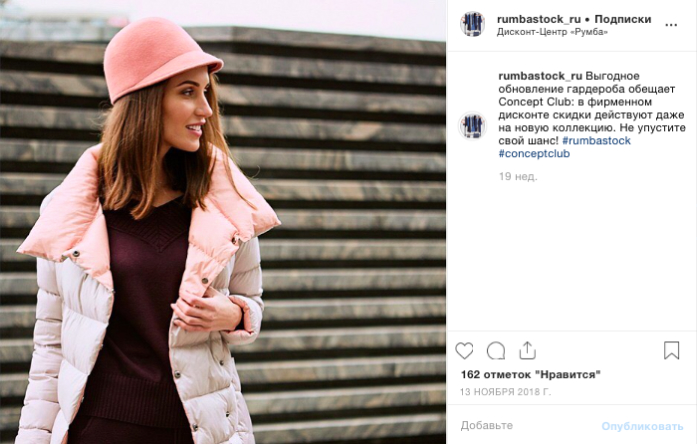 rumbastock_ru • Подписки
Дисконт-Центр «Румба»
rumbastock_ru Выгодное
обновление гардероба обещает
Concept Club: в фирменном
дисконте скидки действуют даже
на новую коллекцию. Не упустите
свой шанс! #rumbastock
#conceptclub
19 нед.
162 отметок "Нравится"
13 НОЯБРЯ 2018 Г.
Добавьте
Опубликовать